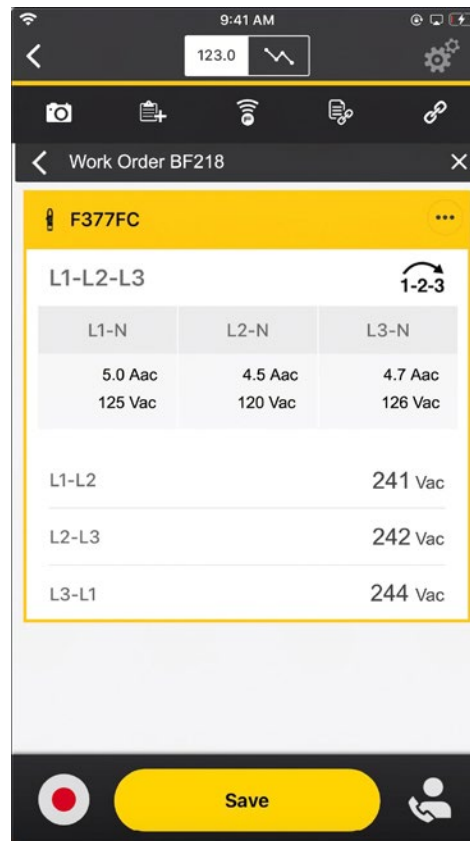 9:41 AM
123.0
Work Order BF218
F377FC
L1-L2-L3
1-2-3
L1-N L2-N L3-N
5.0 Aac 4.5 Aac 4.7 Aac
125 Vac 120 Vac 126 Vac
L1-L2 241 Vac
L2-L3 242 Vac
L3-L1 244 Vac
Save